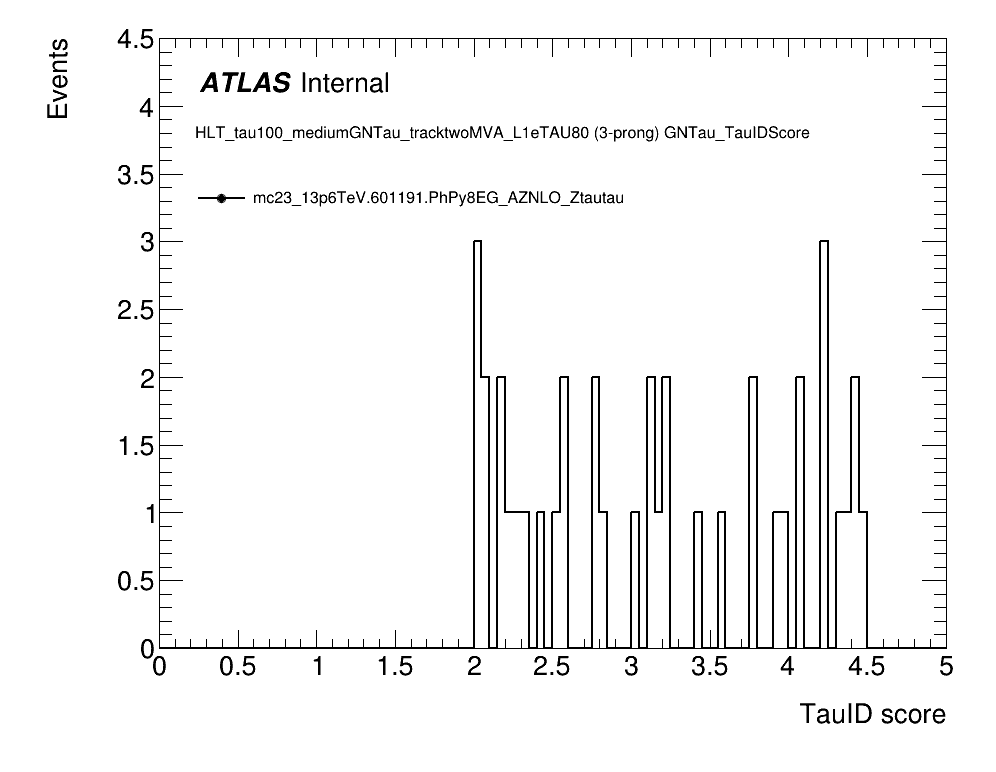 Events
4.5
4
3.5
3
2.5
2
1.5
1
0.5
0
ATLAS Internal
HLT_tau100_mediumGNTau_tracktwoMVA_L1eTAU80 (3-prong) GNTau_TauIDScore
mc23_13p6TeV.601191.PhPy8EG_AZNLO_Ztautau
0 0.5 1 1.5 2 2.5 3 3.5 4 4.5 5
TauID score